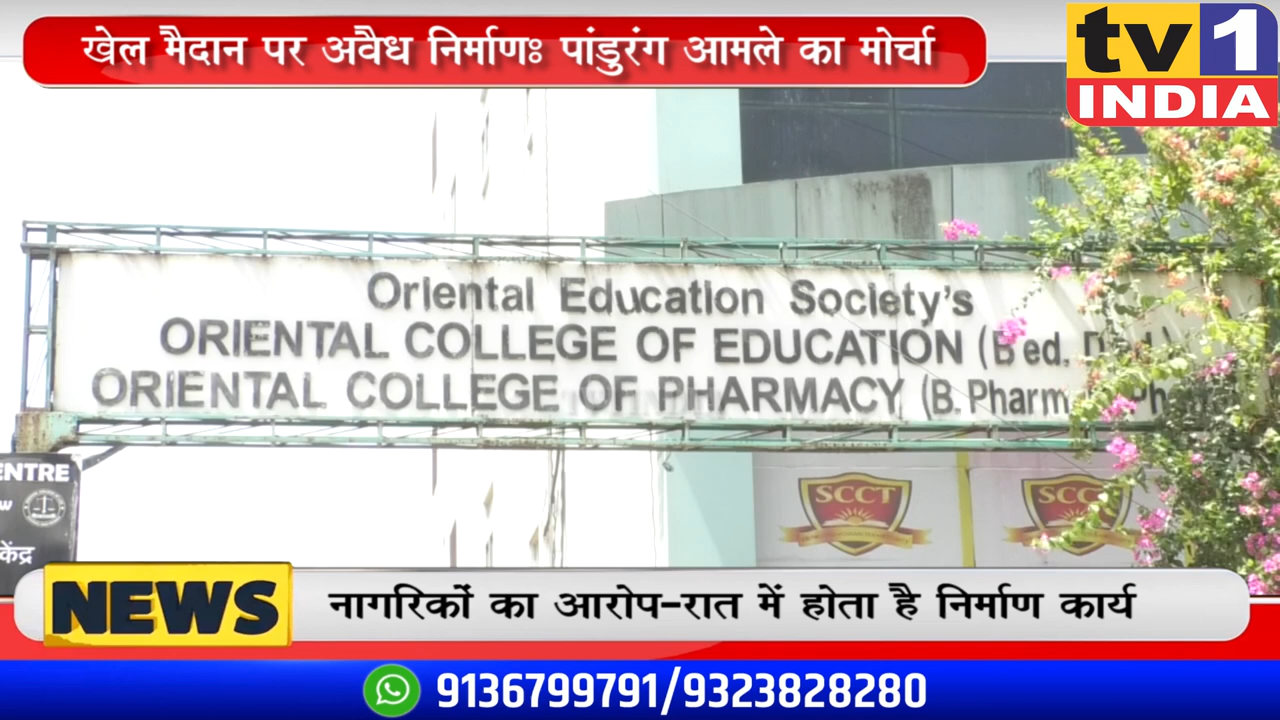 खेल मैदान पर अवैध निर्माणः पांडुरंग आमले का मोर्चा
tv1
INDIA
Oriental Education Society's
ORIENTAL COLLEGE OF EDUCATION (B ed.
ORIENTAL COLLEGE OF PHARMACY (B. Pharm
ENTRE
केंद्र
SCCT
SCCT
NEWS
नागरिकों का आरोप-रात में होता है निर्माण कार्य
9136799791/9323828280